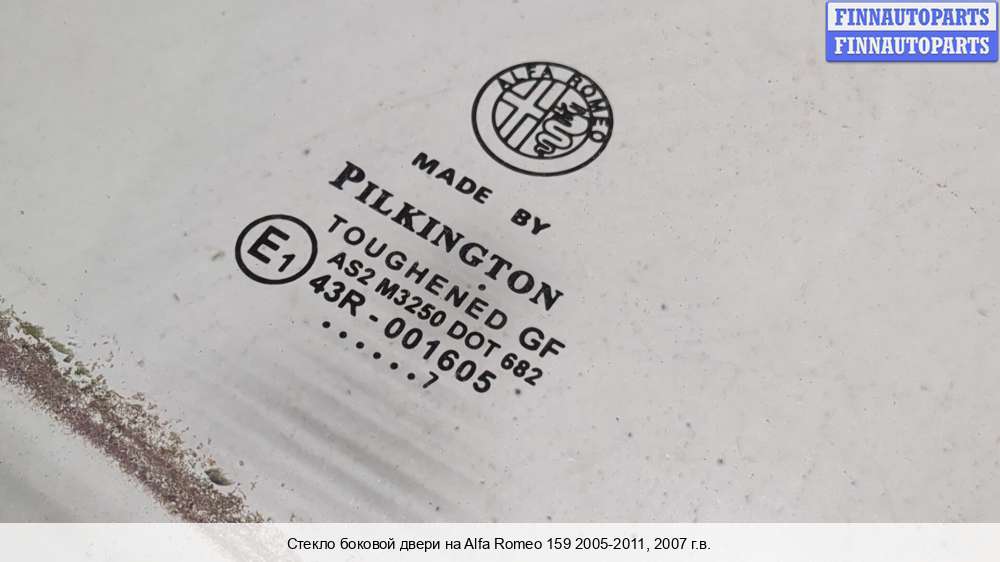 FINNAUTOPARTS
FINNAUTOPARTS
ALFA ROMEO
MADE BY
PILKINGTON
TOUGHENED GF
AS2 M3250 DOT 682
E1
43R - 001605
......7
Стекло боковой двери на Alfa Romeo 159 2005-2011, 2007 г.в.